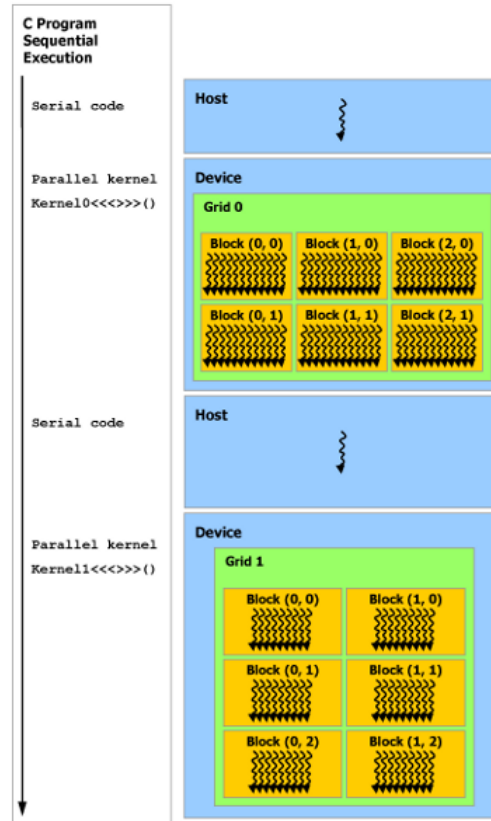 C Program
Sequential
Execution
Serial code
Host
Parallel kernel
Kernel0<<<>>>()
Device
Grid 0
Block (0, 0)
Block (1, 0)
Block (2, 0)
Block (0, 1)
Block (1, 1)
Block (2, 1)
Serial code
Host
Parallel kernel
Kernel1<<<>>>()
Device
Grid 1
Block (0, 0)
Block (1, 0)
Block (0, 1)
Block (1, 1)
Block (0, 2)
Block (1, 2)